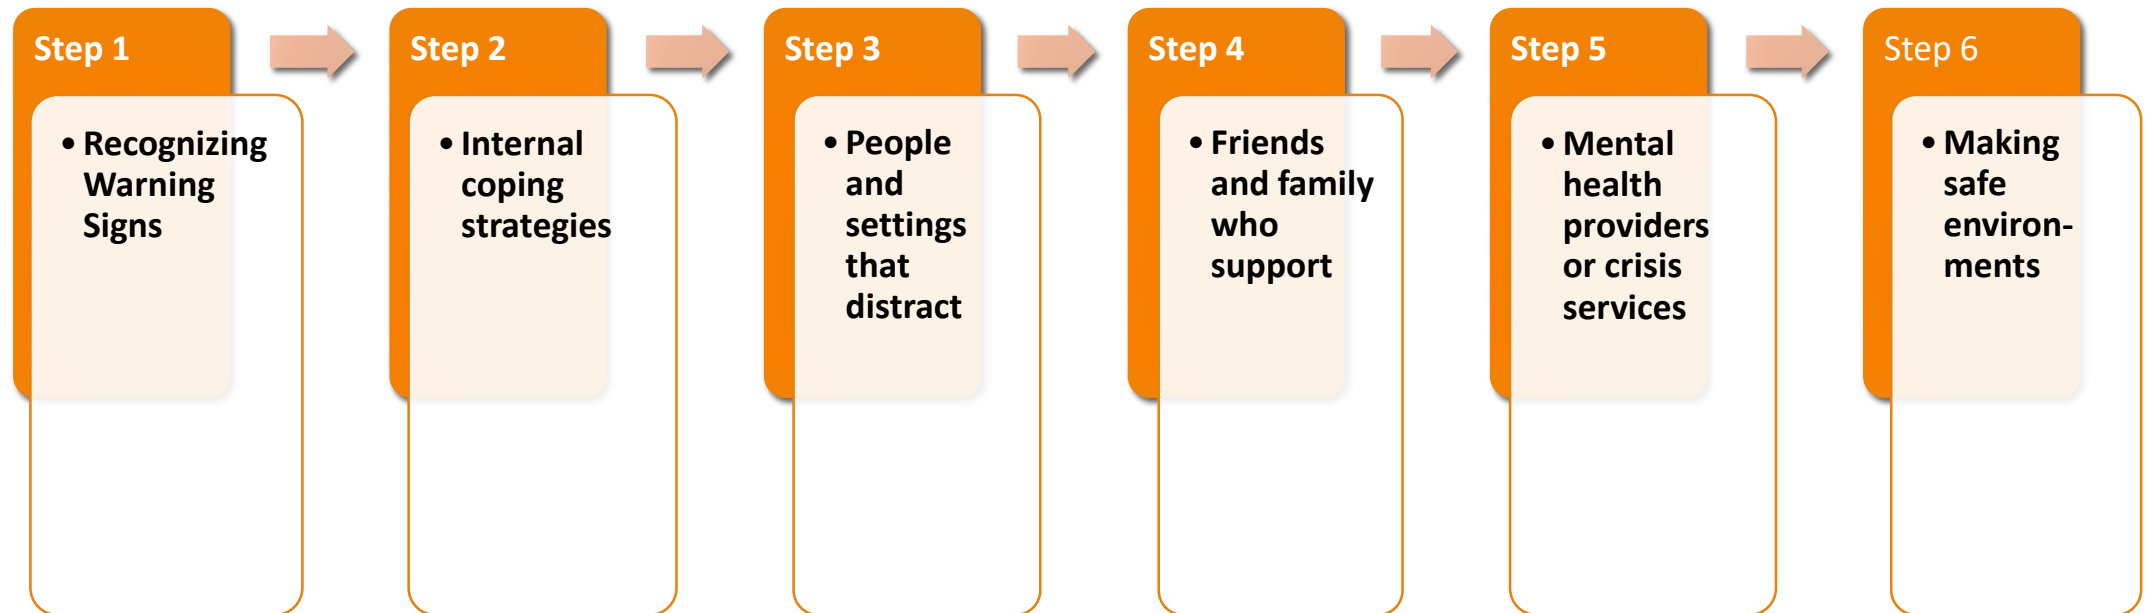 Step 1
• Recognizing
Warning
Signs
Step 2
• Internal
coping
strategies
Step 3
• People
and
settings
that
distract
Step 4
• Friends
and family
who
support
Step 5
• Mental
health
providers
or crisis
services
Step 6
• Making
safe
environ-
ments